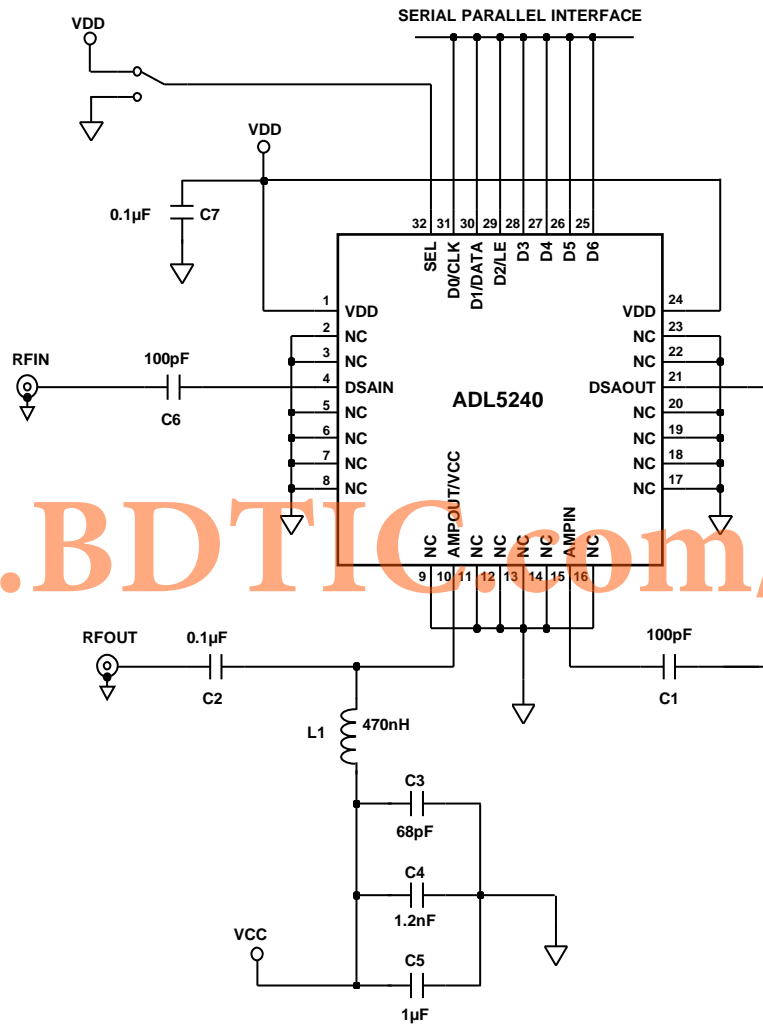 SERIAL PARALLEL INTERFACE
VDD
VDD
0.1µF
C7
32
31
30
29
28
27
26
25
SEL
D0/CLK
D1/DATA
D2/LE
D3
D4
D5
D6
1
VDD
2
NC
3
NC
4
DSAIN
5
NC
6
NC
7
NC
8
NC
24
VDD
23
NC
22
NC
21
DSAOUT
20
NC
19
NC
18
NC
17
NC
RFIN
100pF
C6
ADL5240
NC
AMPOUT/VCC
NC
NC
NC
NC
AMPIN
NC
9
10
11
12
13
14
15
16
.BDTIC.com/
RFOUT
0.1µF
C2
100pF
C1
L1
470nH
C3
68pF
C4
1.2nF
VCC
C5
1µF